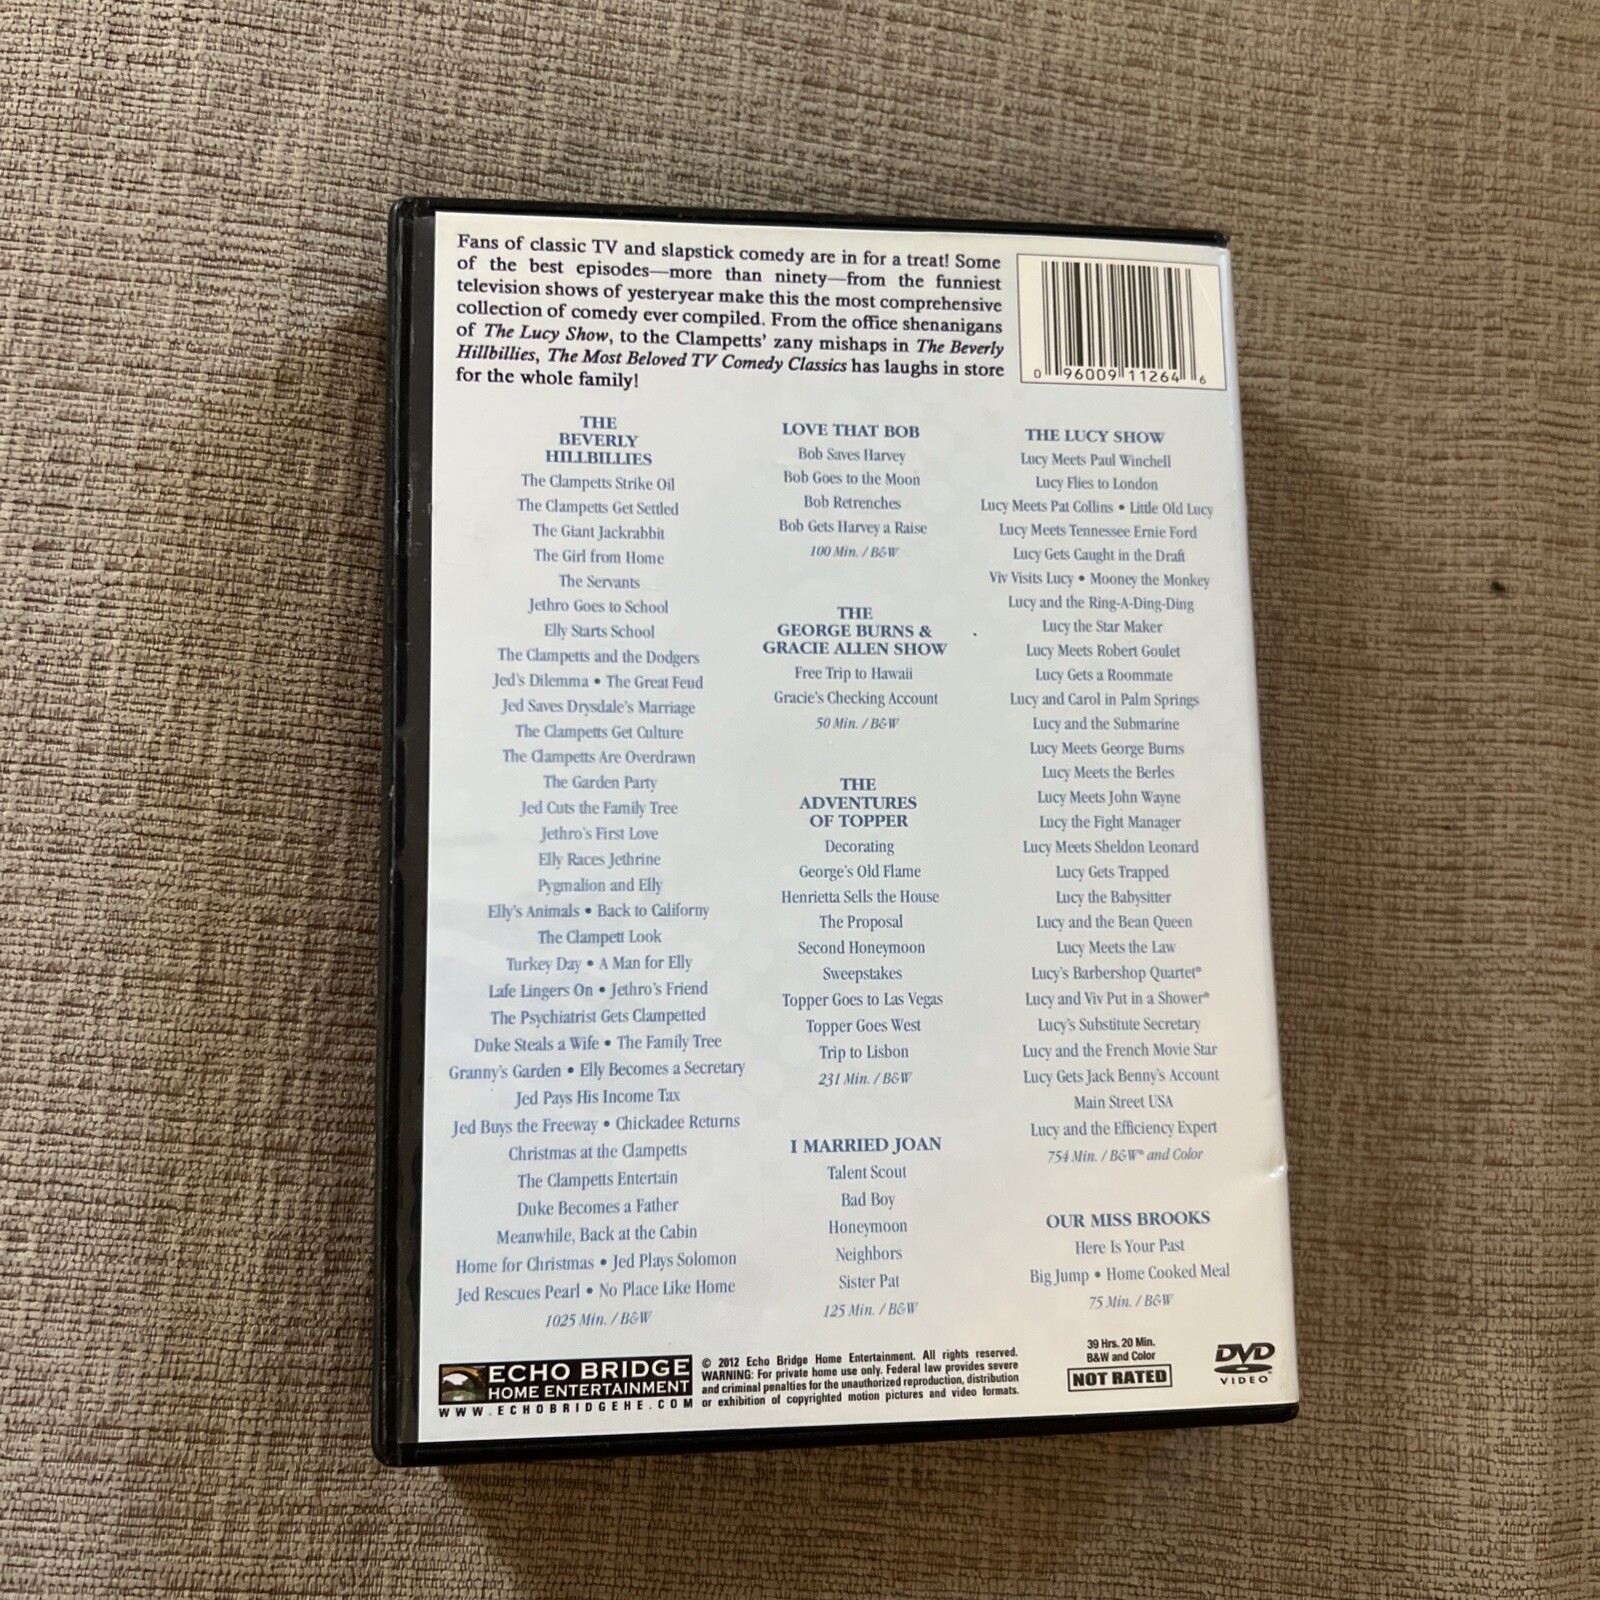 Fans of classic TV and slapstick comedy are in for a treat! Some
of the best episodes—more than ninety—from the funniest
television shows of yesteryear make this the most comprehensive
collection of comedy ever compiled. From the office shenanigans
of The Lucy Show, to the Clampetts' zany mishaps in The Beverly
Hillbillies, The Most Beloved TV Comedy Classics has laughs in store
for the whole family!
0 96009 11264 6
THE
BEVERLY
HILLBILLIES
The Clampetts Strike Oil
The Clampetts Get Settled
The Giant Jackrabbit
The Girl from Home
The Servants
Jethro Goes to School
Elly Starts School
The Clampetts and the Dodgers
Jed's Dilemma • The Great Feud
Jed Saves Drysdale's Marriage
The Clampetts Get Culture
The Clampetts Are Overdrawn
The Garden Party
Jed Cuts the Family Tree
Jethro's First Love
Elly Races Jethrine
Pygmalion and Elly
Elly's Animals • Back to Californy
The Clampett Look
Turkey Day • A Man for Elly
Lafe Lingers On • Jethro's Friend
The Psychiatrist Gets Clampetted
Duke Steals a Wife • The Family Tree
Granny's Garden • Elly Becomes a Secretary
Jed Pays His Income Tax
Jed Buys the Freeway • Chickadee Returns
Christmas at the Clampetts
The Clampetts Entertain
Duke Becomes a Father
Meanwhile, Back at the Cabin
Home for Christmas • Jed Plays Solomon
Jed Rescues Pearl • No Place Like Home
1025 Min. / B&W
LOVE THAT BOB
Bob Saves Harvey
Bob Goes to the Moon
Bob Retrenches
Bob Gets Harvey a Raise
100 Min. / B&W
THE
GEORGE BURNS &
GRACIE ALLEN SHOW
Free Trip to Hawaii
Gracie's Checking Account
50 Min. / B&W
THE
ADVENTURES
OF TOPPER
Decorating
George's Old Flame
Henrietta Sells the House
The Proposal
Second Honeymoon
Sweepstakes
Topper Goes to Las Vegas
Topper Goes West
Trip to Lisbon
231 Min. / B&W
I MARRIED JOAN
Talent Scout
Bad Boy
Honeymoon
Neighbors
Sister Pat
125 Min. / B&W
THE LUCY SHOW
Lucy Meets Paul Winchell
Lucy Flies to London
Lucy Meets Pat Collins • Little Old Lucy
Lucy Meets Tennessee Ernie Ford
Lucy Gets Caught in the Draft
Viv Visits Lucy • Mooney the Monkey
Lucy and the Ring-A-Ding-Ding
Lucy the Star Maker
Lucy Meets Robert Goulet
Lucy Gets a Roommate
Lucy and Carol in Palm Springs
Lucy and the Submarine
Lucy Meets George Burns
Lucy Meets the Berles
Lucy Meets John Wayne
Lucy the Fight Manager
Lucy Meets Sheldon Leonard
Lucy Gets Trapped
Lucy the Babysitter
Lucy and the Bean Queen
Lucy Meets the Law
Lucy's Barbershop Quartet*
Lucy and Viv Put in a Shower*
Lucy's Substitute Secretary
Lucy and the French Movie Star
Lucy Gets Jack Benny's Account
Main Street USA
Lucy and the Efficiency Expert
754 Min. / B&W* and Color
OUR MISS BROOKS
Here Is Your Past
Big Jump • Home Cooked Meal
75 Min. / B&W
ECHO BRIDGE
HOME ENTERTAINMENT
WWW.ECHOBRIDGEHE.COM
© 2012 Echo Bridge Home Entertainment. All rights reserved.
WARNING: For private home use only. Federal law provides severe
and criminal penalties for the unauthorized reproduction, distribution
or exhibition of copyrighted motion pictures and video formats.
39 Hrs. 20 Min.
B&W and Color
NOT RATED
DVD
VIDEO